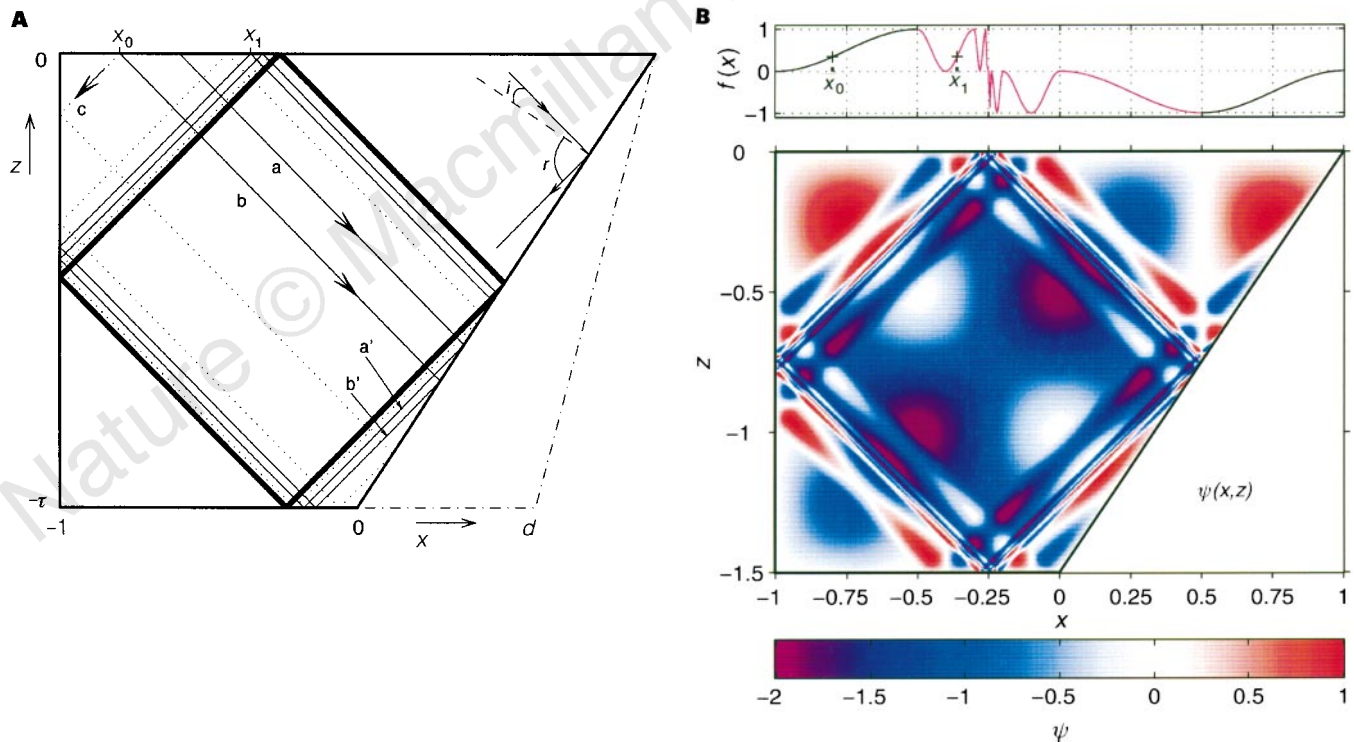 A
x₀ x₁
0
c
i
r
z
a
b
a'
b'
-τ
-1 0 x d
Nature © Macmillan
B
f(x)
1
0
-1
x₀ x₁
0
-0.5
-1
-1.5
z
ψ(x,z)
-1 -0.75 -0.5 -0.25 0 0.25 0.5 0.75 1
x
-2 -1.5 -1 -0.5 0 0.5 1
ψ